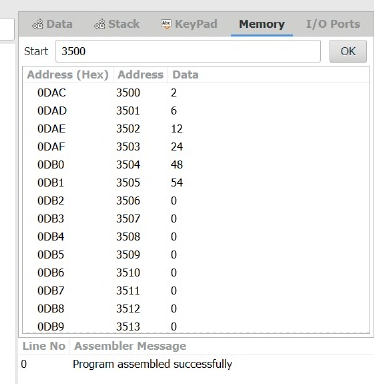 Data Stack KeyPad Memory I/O Ports
Start 3500 OK
Address (Hex) Address Data
0DAC 3500 2
0DAD 3501 6
0DAE 3502 12
0DAF 3503 24
0DB0 3504 48
0DB1 3505 54
0DB2 3506 0
0DB3 3507 0
0DB4 3508 0
0DB5 3509 0
0DB6 3510 0
0DB7 3511 0
0DB8 3512 0
0DB9 3513 0
Line No Assembler Message
0 Program assembled successfully